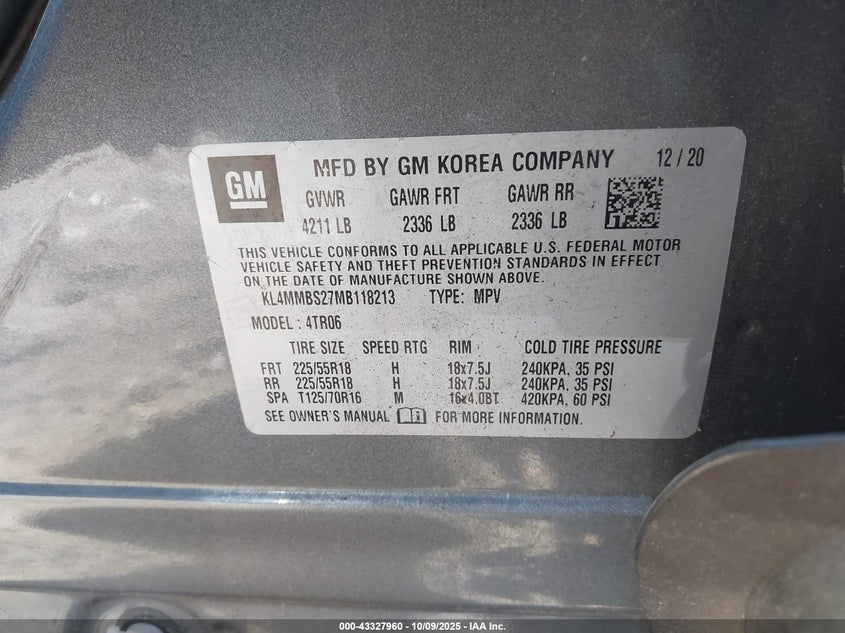 GM
MFD BY GM KOREA COMPANY 12 / 20
GVWR GAWR FRT GAWR RR
4211 LB 2336 LB 2336 LB
THIS VEHICLE CONFORMS TO ALL APPLICABLE U.S. FEDERAL MOTOR
VEHICLE SAFETY AND THEFT PREVENTION STANDARDS IN EFFECT
ON THE DATE OF MANUFACTURE SHOWN ABOVE.
KL4MMBS27MB118213 TYPE: MPV
MODEL: 4TR06
TIRE SIZE SPEED RTG RIM COLD TIRE PRESSURE
FRT 225/55R18 H 18x7.5J 240KPA, 35 PSI
RR 225/55R18 H 18x7.5J 240KPA, 35 PSI
SPA T125/70R16 M 16x4.0BT 420KPA, 60 PSI
SEE OWNER'S MANUAL FOR MORE INFORMATION.
000-43327960 - 10/09/2025 - IAA Inc.